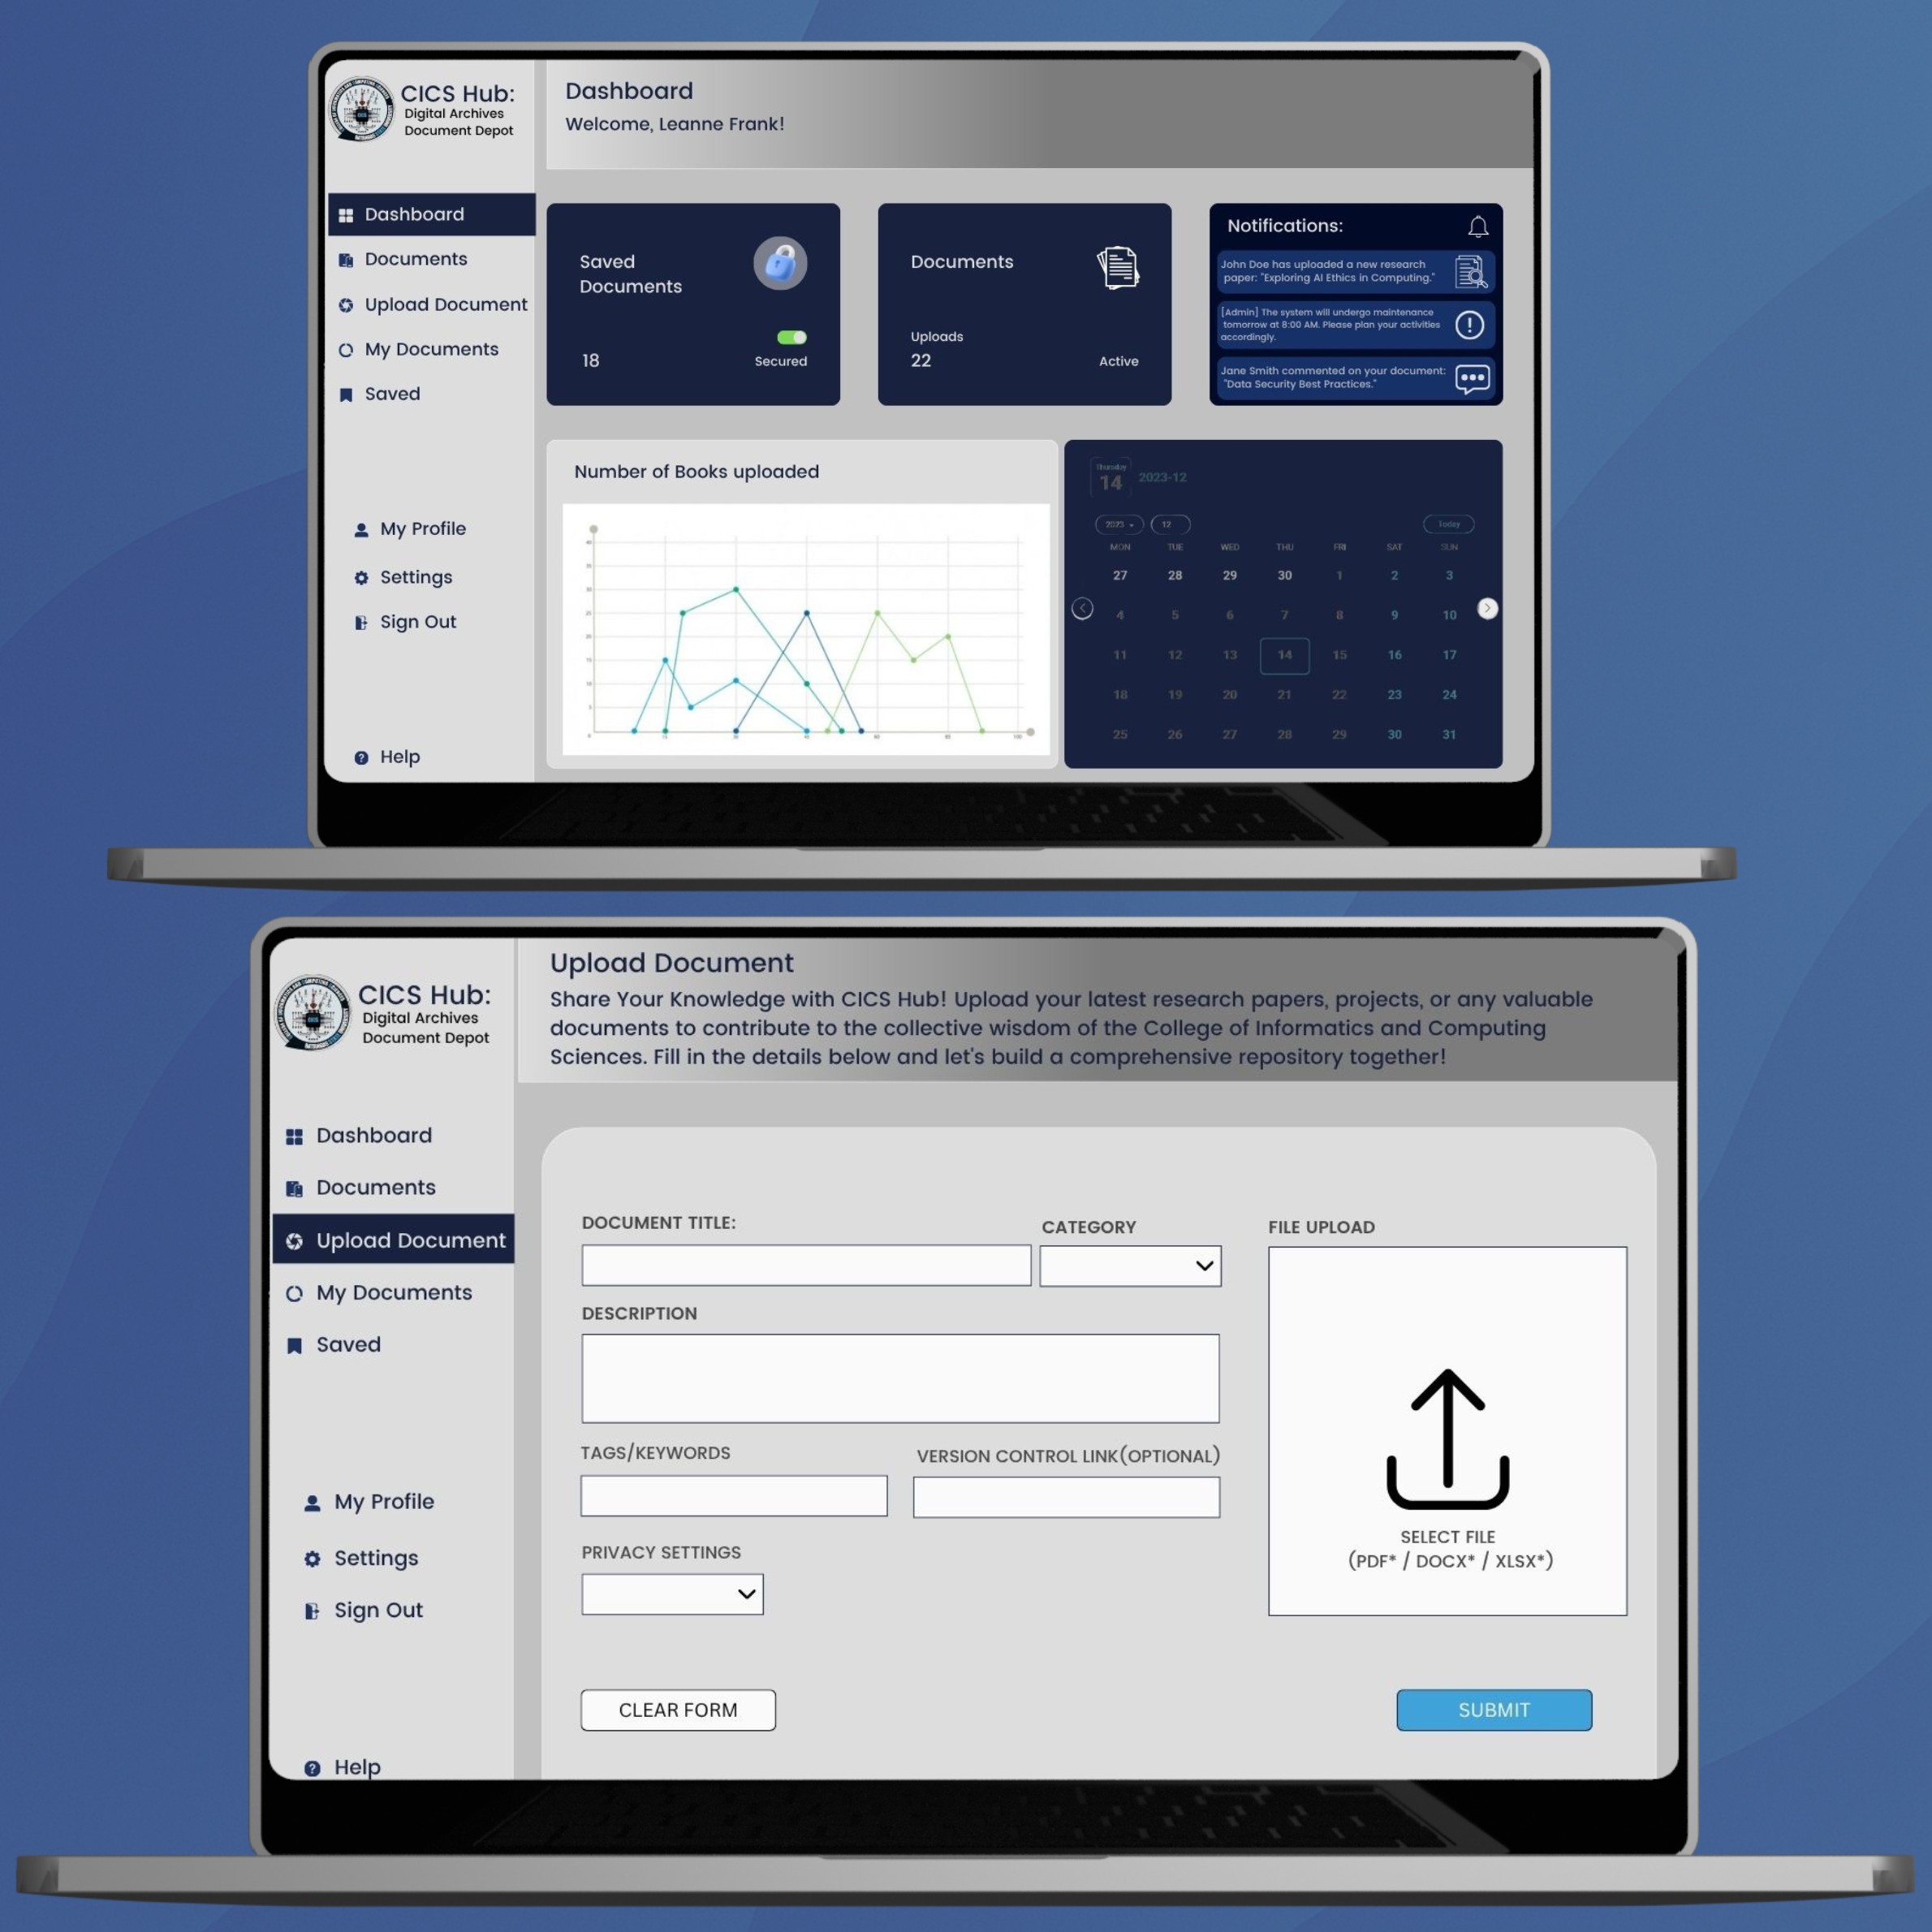 CICS Hub:
Digital Archives
Document Depot
Dashboard
Welcome, Leanne Frank!
Dashboard
Documents
Upload Document
My Documents
Saved
My Profile
Settings
Sign Out
Help
Saved
Documents
18
Secured
Documents
Uploads
22
Active
Notifications:
John Doe has uploaded a new research
paper: "Exploring AI Ethics in Computing."
[Admin] The system will undergo maintenance
tomorrow at 8:00 AM. Please plan your activities
accordingly.
Jane Smith commented on your document:
"Data Security Best Practices."
Number of Books uploaded
Thursday
14
2023-12
2023
12
Today
MON TUE WED THU FRI SAT SUN
27 28 29 30 1 2 3
4 5 6 7 8 9 10
11 12 13 14 15 16 17
18 19 20 21 22 23 24
25 26 27 28 29 30 31
CICS Hub:
Digital Archives
Document Depot
Upload Document
Share Your Knowledge with CICS Hub! Upload your latest research papers, projects, or any valuable
documents to contribute to the collective wisdom of the College of Informatics and Computing
Sciences. Fill in the details below and let's build a comprehensive repository together!
Dashboard
Documents
Upload Document
My Documents
Saved
My Profile
Settings
Sign Out
Help
DOCUMENT TITLE:
CATEGORY
FILE UPLOAD
DESCRIPTION
TAGS/KEYWORDS
VERSION CONTROL LINK(OPTIONAL)
PRIVACY SETTINGS
SELECT FILE
(PDF* / DOCX* / XLSX*)
CLEAR FORM
SUBMIT